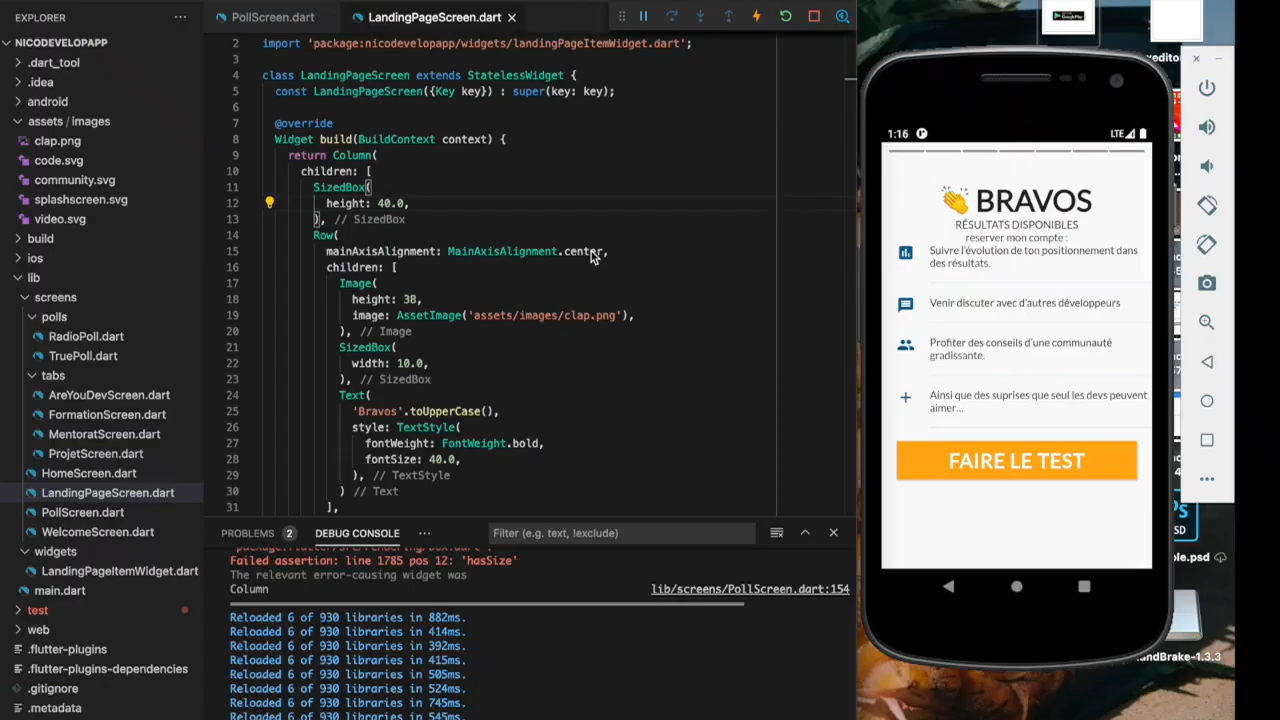 EXPLORER
NICODEVELOPAPP
.dart_tool
.idea
android
assets / images
clap.png
code.svg
community.svg
splashscreen.svg
video.svg
build
ios
lib
screens
polls
RadioPoll.dart
TruePoll.dart
tabs
AreYouDevScreen.dart
FormationScreen.dart
MentoratScreen.dart
ProjetScreen.dart
HomeScreen.dart
LandingPageScreen.dart
PollScreen.dart
WelcomeScreen.dart
widgets
LandingPageItemWidget.dart
main.dart
test
web
.flutter-plugins
.flutter-plugins-dependencies
.gitignore
.metadata
PollScreen.dart
LandingPageScreen.dart
2 import 'package:nicodevelopapp/widgets/landingPageItemWidget.dart';
3
4 class LandingPageScreen extends StatelessWidget {
5 const LandingPageScreen({Key key}) : super(key: key);
6
7 @override
8 Widget build(BuildContext context) {
9 return Column(
10 children: [
11 SizedBox(
12 height: 40.0,
13 ), // SizedBox
14 Row(
15 mainAxisAlignment: MainAxisAlignment.center,
16 children: [
17 Image(
18 height: 38,
19 image: AssetImage('assets/images/clap.png'),
20 ), // Image
21 SizedBox(
22 width: 10.0,
23 ), // SizedBox
24 Text(
25 'Bravos'.toUpperCase(),
26 style: TextStyle(
27 fontWeight: FontWeight.bold,
28 fontSize: 40.0,
29 ), // TextStyle
30 ) // Text
31 ],
PROBLEMS 2 DEBUG CONSOLE
Filter (e.g. text, !exclude)
Failed assertion: line 1785 pos 12: 'hasSize'
The relevant error-causing widget was
Column lib/screens/PollScreen.dart:154
Reloaded 6 of 930 libraries in 882ms.
Reloaded 6 of 930 libraries in 414ms.
Reloaded 6 of 930 libraries in 392ms.
Reloaded 6 of 930 libraries in 415ms.
Reloaded 6 of 930 libraries in 505ms.
Reloaded 6 of 930 libraries in 524ms.
Reloaded 6 of 930 libraries in 745ms.
Reloaded 6 of 930 libraries in 545ms.
1:16 LTE
BRAVOS
RÉSULTATS DISPONIBLES
reserver mon compte :
Suivre l'évolution de ton positionnement dans
des résultats.
Venir discuter avec d'autres développeurs
Profiter des conseils d'une communauté
gradissante.
Ainsi que des suprises que seul les devs peuvent
aimer...
FAIRE LE TEST